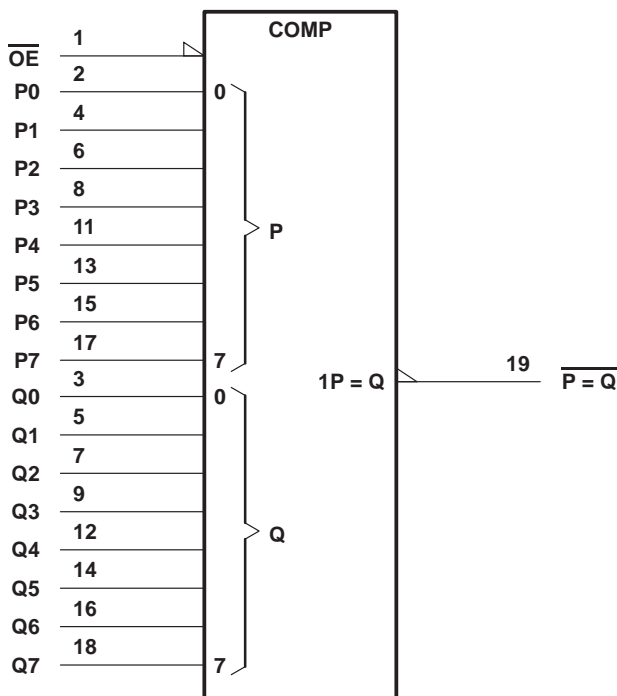 COMP
OE 1
P0 2 0
P1 4
P2 6
P3 8
P4 11 P
P5 13
P6 15
P7 17 7
1P = Q 19 P = Q
Q0 3 0
Q1 5
Q2 7
Q3 9
Q4 12 Q
Q5 14
Q6 16
Q7 18 7